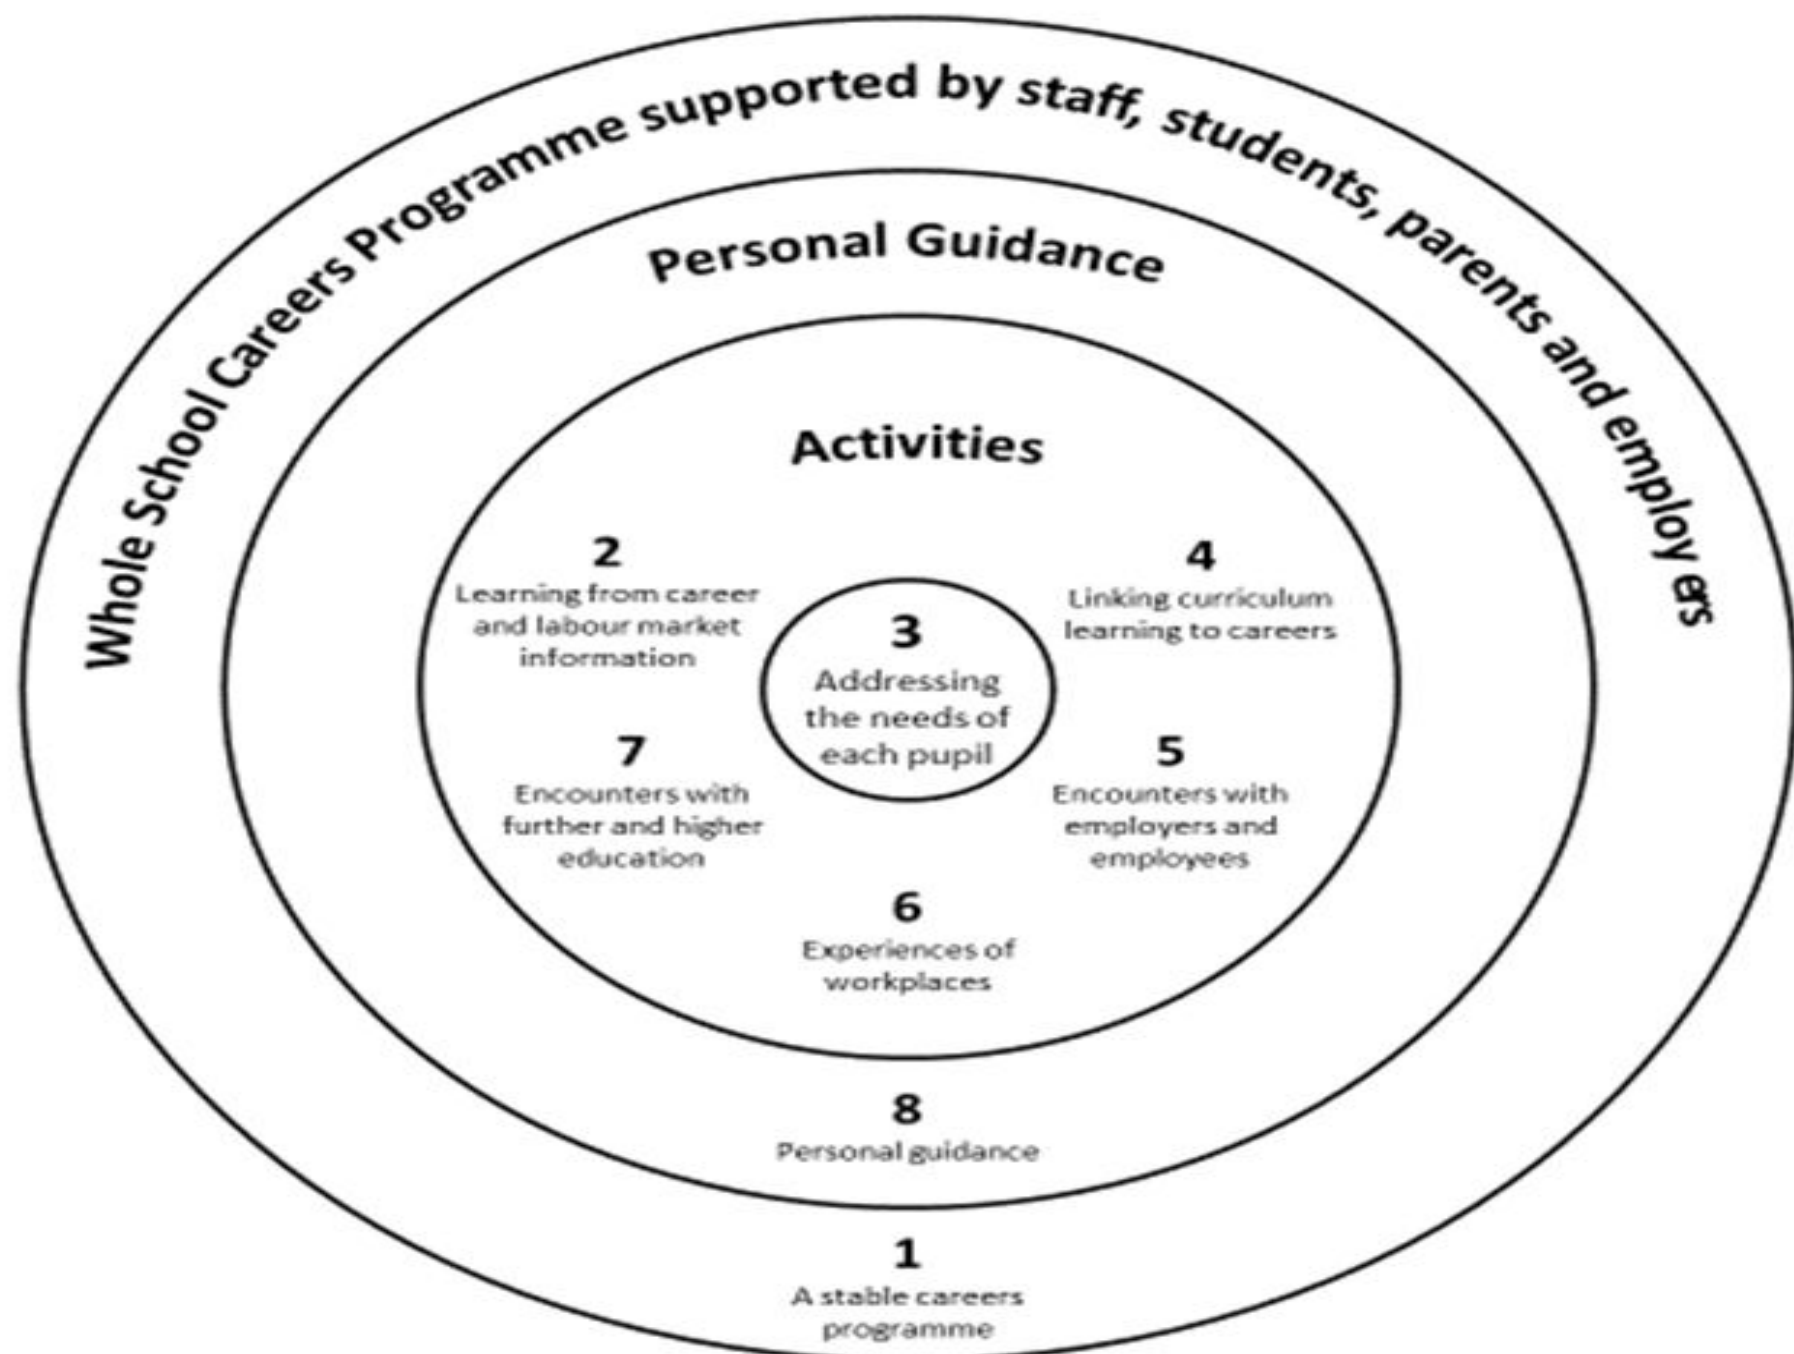 Whole School Careers Programme supported by staff, students, parents and employers
Personal Guidance
Activities
2
Learning from career
and labour market
information
4
Linking curriculum
learning to careers
3
Addressing
the needs of
each pupil
7
Encounters with
further and higher
education
5
Encounters with
employers and
employees
6
Experiences of
workplaces
8
Personal guidance
1
A stable careers
programme